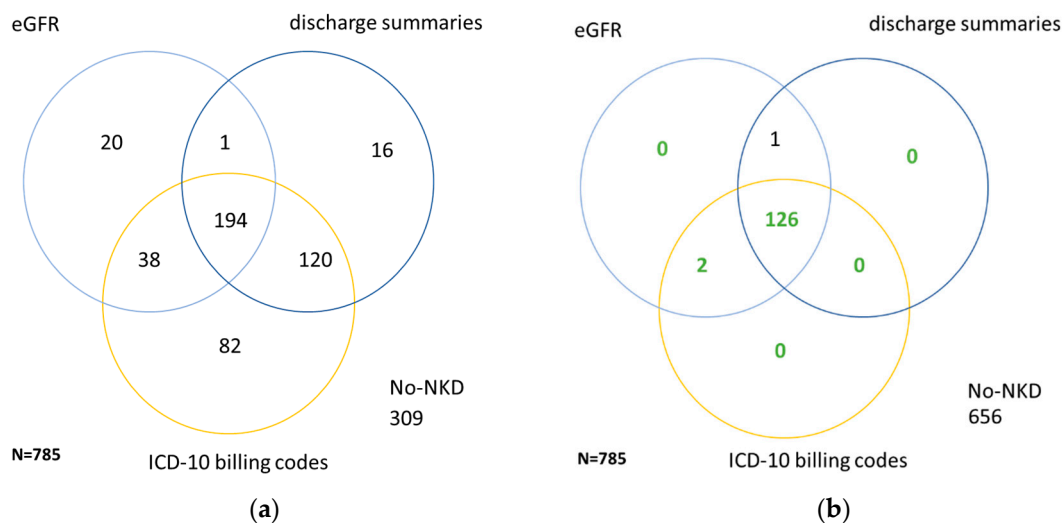 eGFR
discharge summaries
20
1
16
194
38
120
82
No-NKD
309
N=785
ICD-10 billing codes
(a)
eGFR
discharge summaries
0
1
0
126
2
0
0
No-NKD
656
N=785
ICD-10 billing codes
(b)